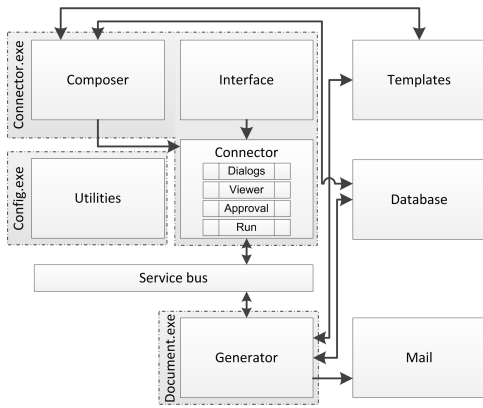 Connector.exe
Composer
Interface
Templates
Connector
Dialogs
Viewer
Approval
Run
Config.exe
Utilities
Database
Service bus
Document.exe
Generator
Mail